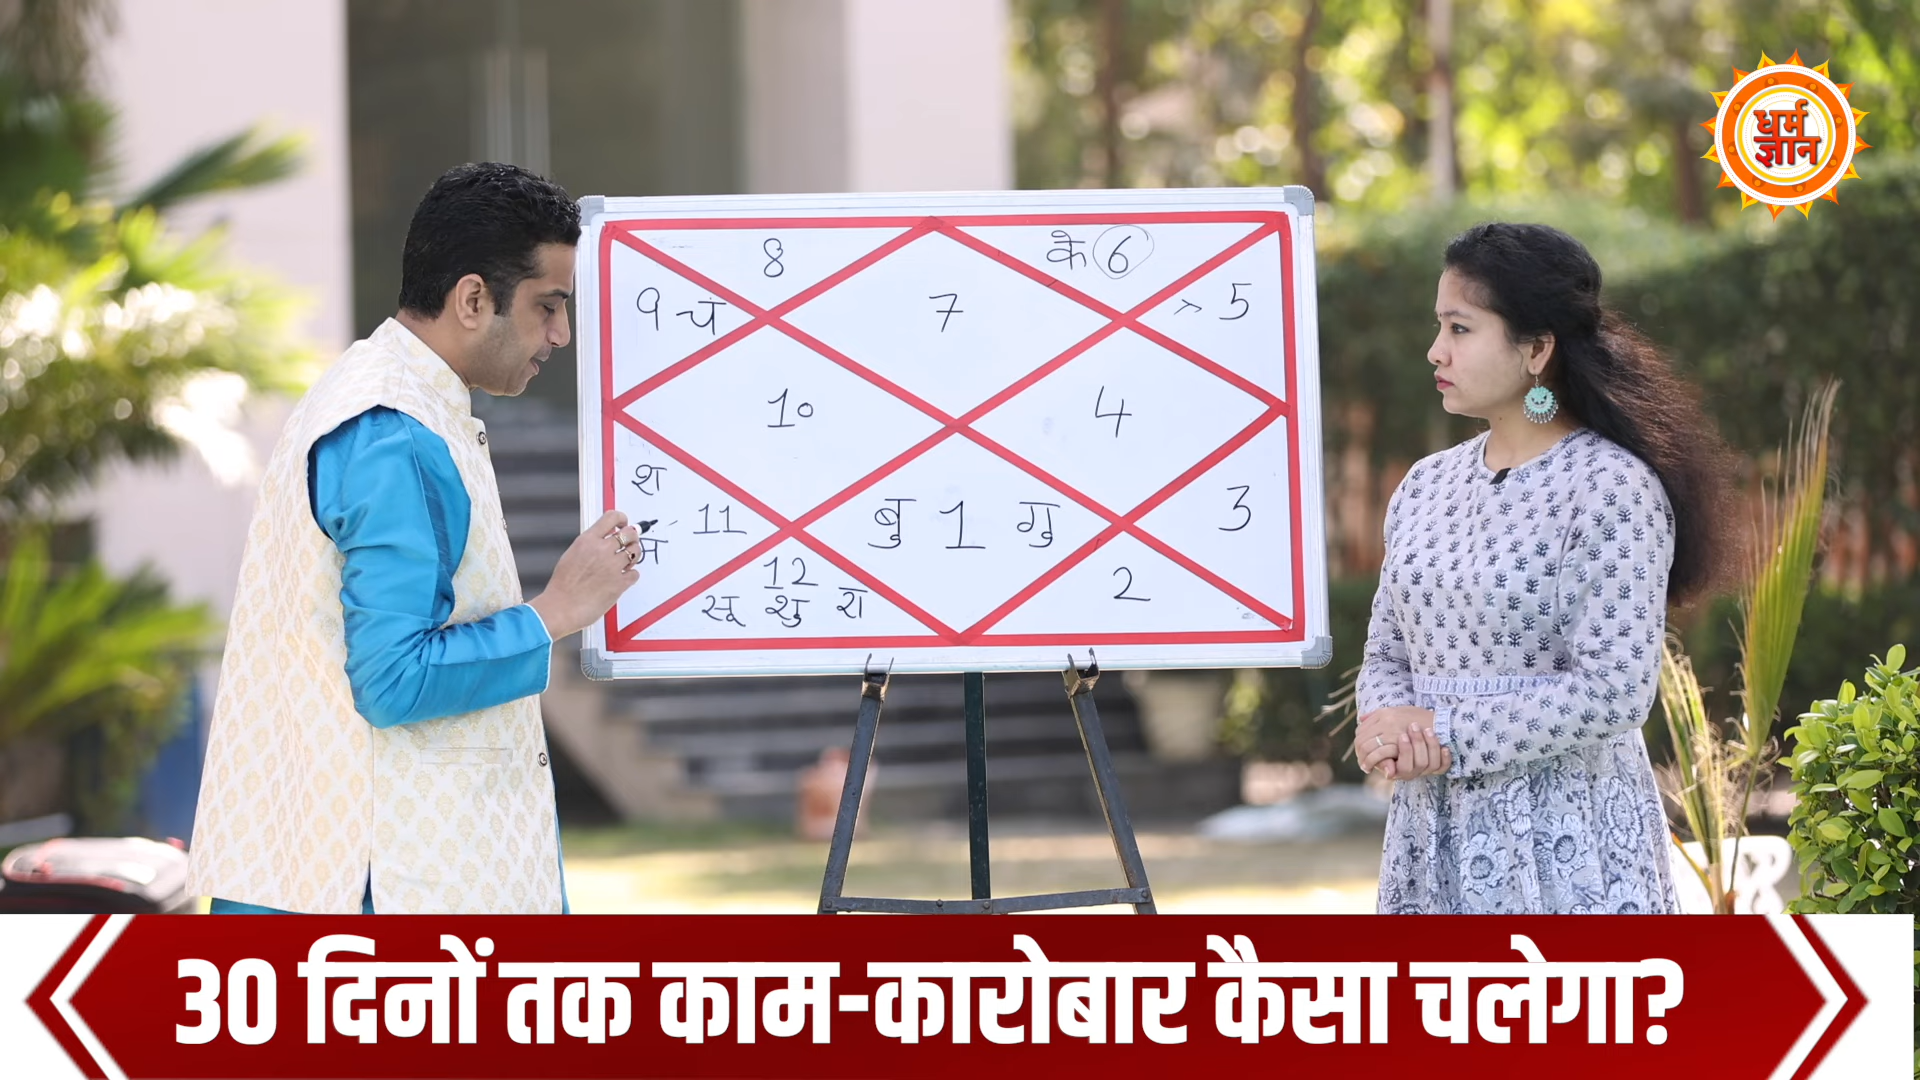 धर्म
ज्ञान
8
के 6
9 चं
7
5
10
4
श
11
मं
बु 1 गु
3
12
सू शु रा
2
30 दिनों तक काम-कारोबार कैसा चलेगा?